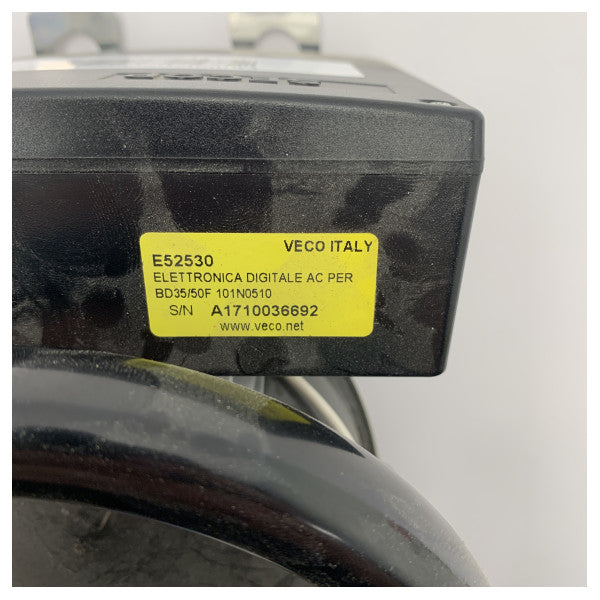 VECO ITALY
E52530
ELETTRONICA DIGITALE AC PER
BD35/50F 101N0510
S/N A1710036692
www.veco.net